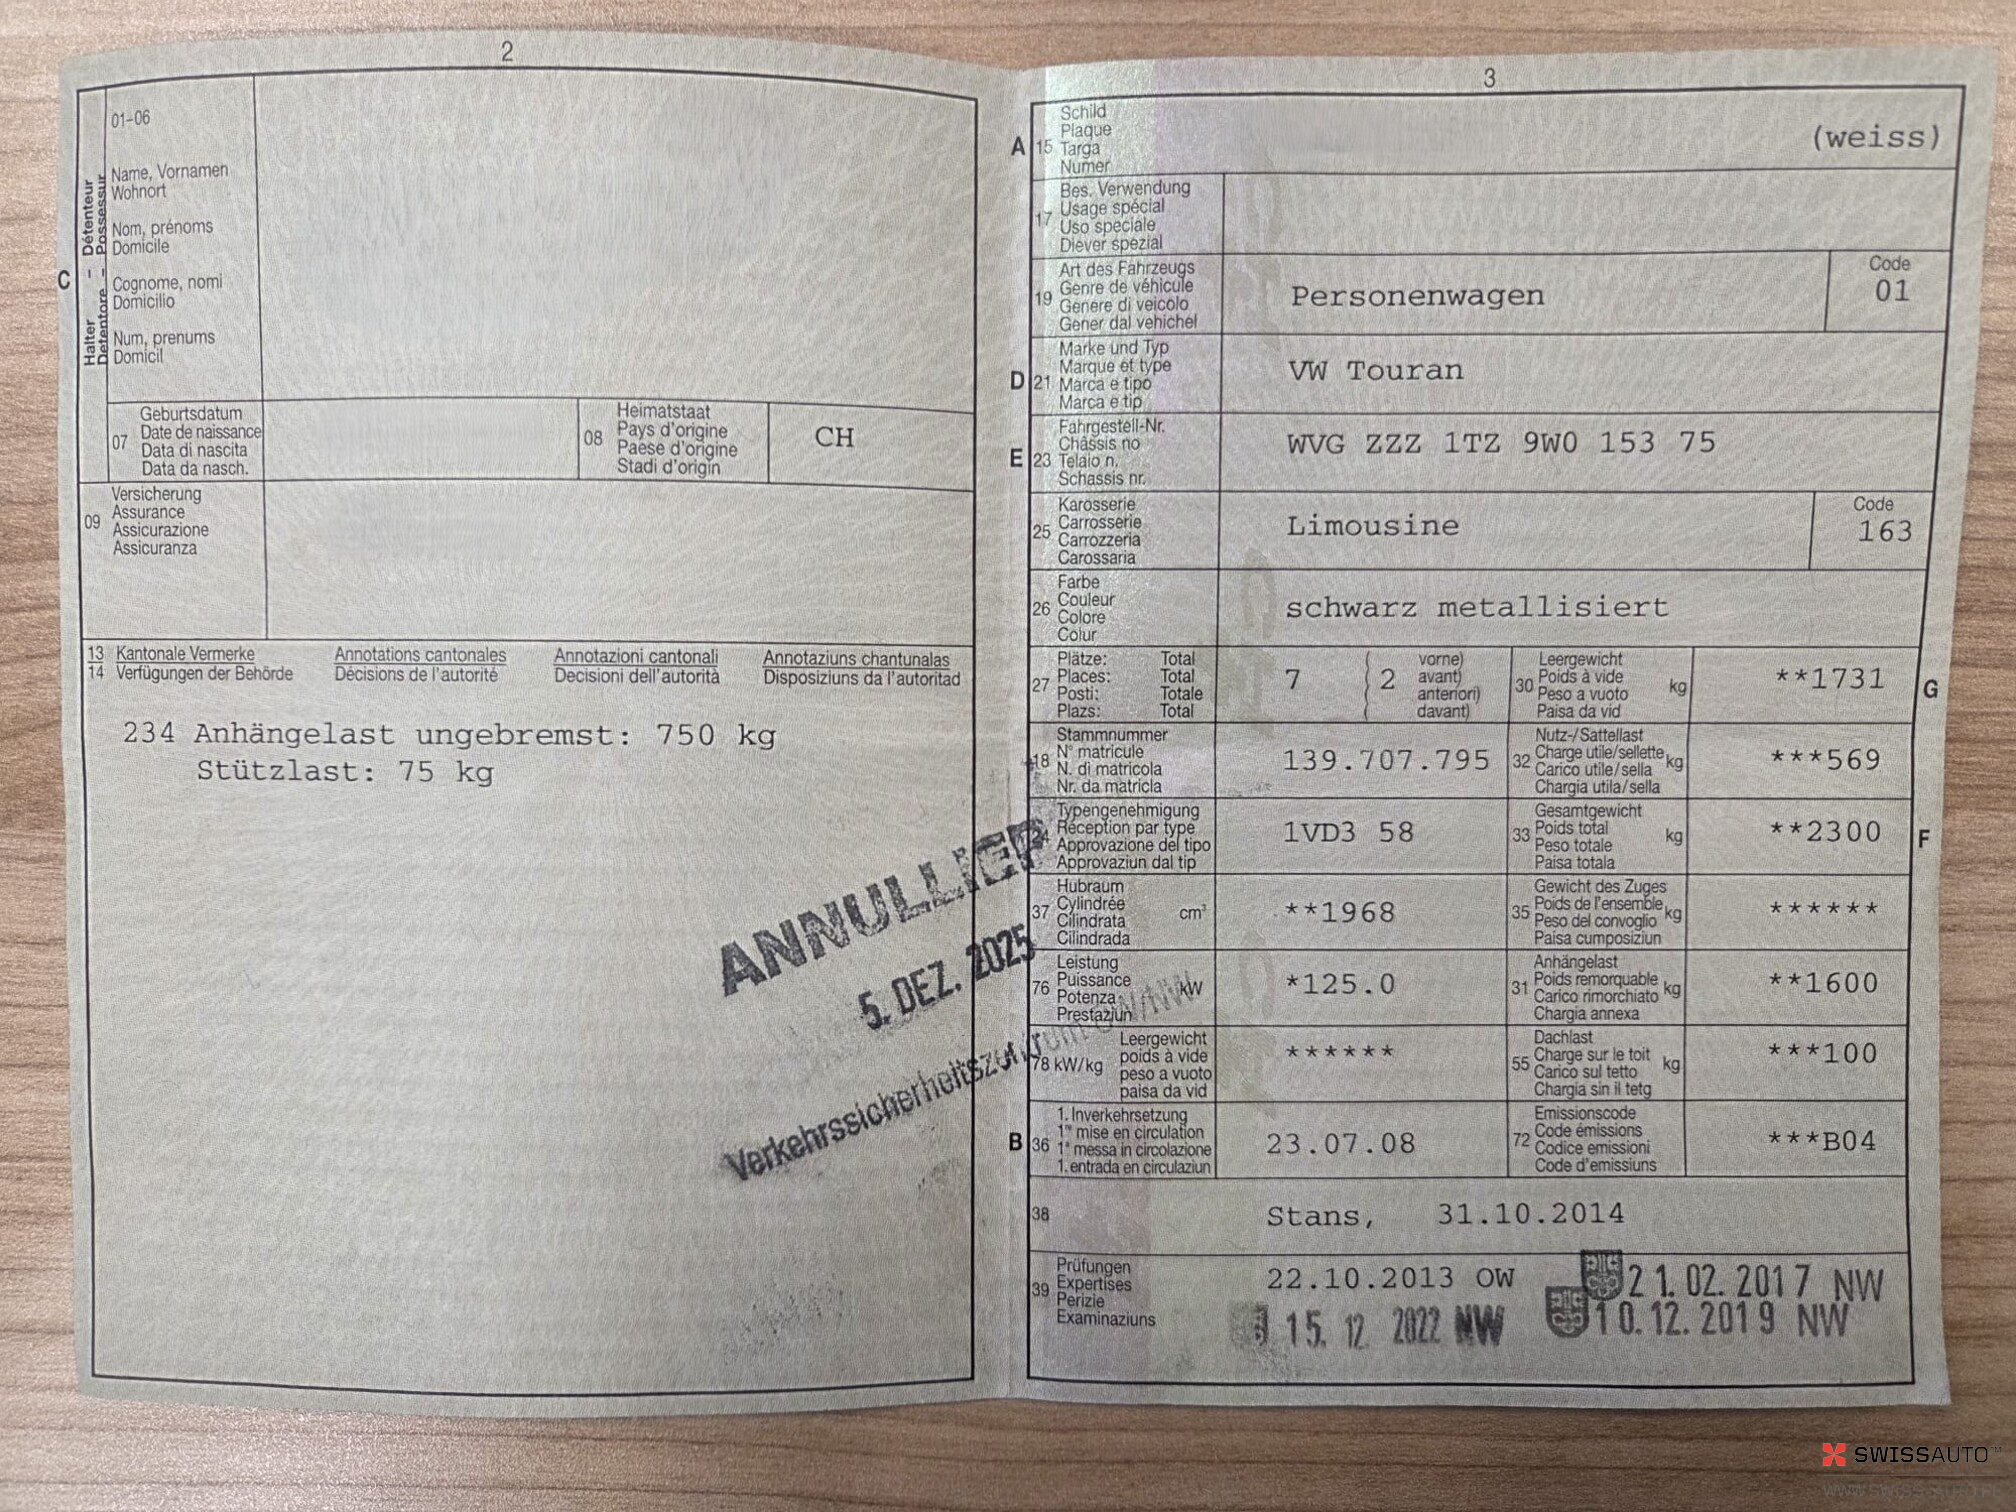 2
01-06
C
Halter – Détenteur
Detentore – Possessur
Name, Vornamen
Wohnort
Nom, prénoms
Domicile
Cognome, nomi
Domicilio
Num, prenums
Domicil
07
Geburtsdatum
Date de naissance
Data di nascita
Data da nasch.
08
Heimatstaat
Pays d'origine
Paese d'origine
Stadi d'origin
CH
09
Versicherung
Assurance
Assicurazione
Assicuranza
13 Kantonale Vermerke Annotations cantonales Annotazioni cantonali Annotaziuns chantunalas
14 Verfügungen der Behörde Décisions de l'autorité Decisioni dell'autorità Disposiziuns da l'autoritad
234 Anhängelast ungebremst: 750 kg
Stützlast: 75 kg
ANNULLIER
5. DEZ. 2025
OW/NW
3
A
15
Schild
Plaque
Targa
Numer
(weiss)
17
Bes. Verwendung
Usage spécial
Uso speciale
Diever spezial
19
Art des Fahrzeugs
Genre de véhicule
Genere di veicolo
Gener dal vehichel
Personenwagen
Code
01
D
21
Marke und Typ
Marque et type
Marca e tipo
Marca e tip
VW Touran
E
23
Fahrgestell-Nr.
Châssis no
Telaio n.
Schassis nr.
WVG ZZZ 1TZ 9W0 153 75
25
Karosserie
Carrosserie
Carrozzeria
Carossaria
Limousine
Code
163
26
Farbe
Couleur
Colore
Colur
schwarz metallisiert
27
Plätze: Total
Places: Total
Posti: Totale
Plazs: Total
7
2
vorne)
avant)
anteriori)
davant)
30
Leergewicht
Poids à vide
Peso a vuoto
Paisa da vid
kg
**1731
G
18
Stammnummer
N° matricule
N. di matricola
Nr. da matricla
139.707.795
32
Nutz-/Sattellast
Charge utile/sellette
Carico utile/sella
Chargia utila/sella
kg
***569
Typengenehmigung
Réception par type
Approvazione del tipo
Approvaziun dal tip
1VD3 58
33
Gesamtgewicht
Poids total
Peso totale
Paisa totala
kg
**2300
F
37
Hubraum
Cylindrée
Cilindrata
Cilindrada
cm³
**1968
35
Gewicht des Zuges
Poids de l'ensemble
Peso del convoglio
Paisa cumposiziun
kg
******
76
Leistung
Puissance
Potenza
Prestaziun
kW
*125.0
31
Anhängelast
Poids remorquable
Carico rimorchiato
Chargia annexa
kg
**1600
78 kW/kg
Leergewicht
poids à vide
peso a vuoto
paisa da vid
******
55
Dachlast
Charge sur le toit
Carico sul tetto
Chargia sin il tetg
kg
***100
B
36
1. Inverkehrsetzung
1re mise en circulation
1a messa in circolazione
1. entrada en circulaziun
23.07.08
72
Emissionscode
Code émissions
Codice emissioni
Code d'emissiuns
***B04
38
Stans, 31.10.2014
39
Prüfungen
Expertises
Perizie
Examinaziuns
22.10.2013 OW
21.02.2017 NW
15. 12. 2022 NW
10.12.2019 NW
SWISSAUTO™